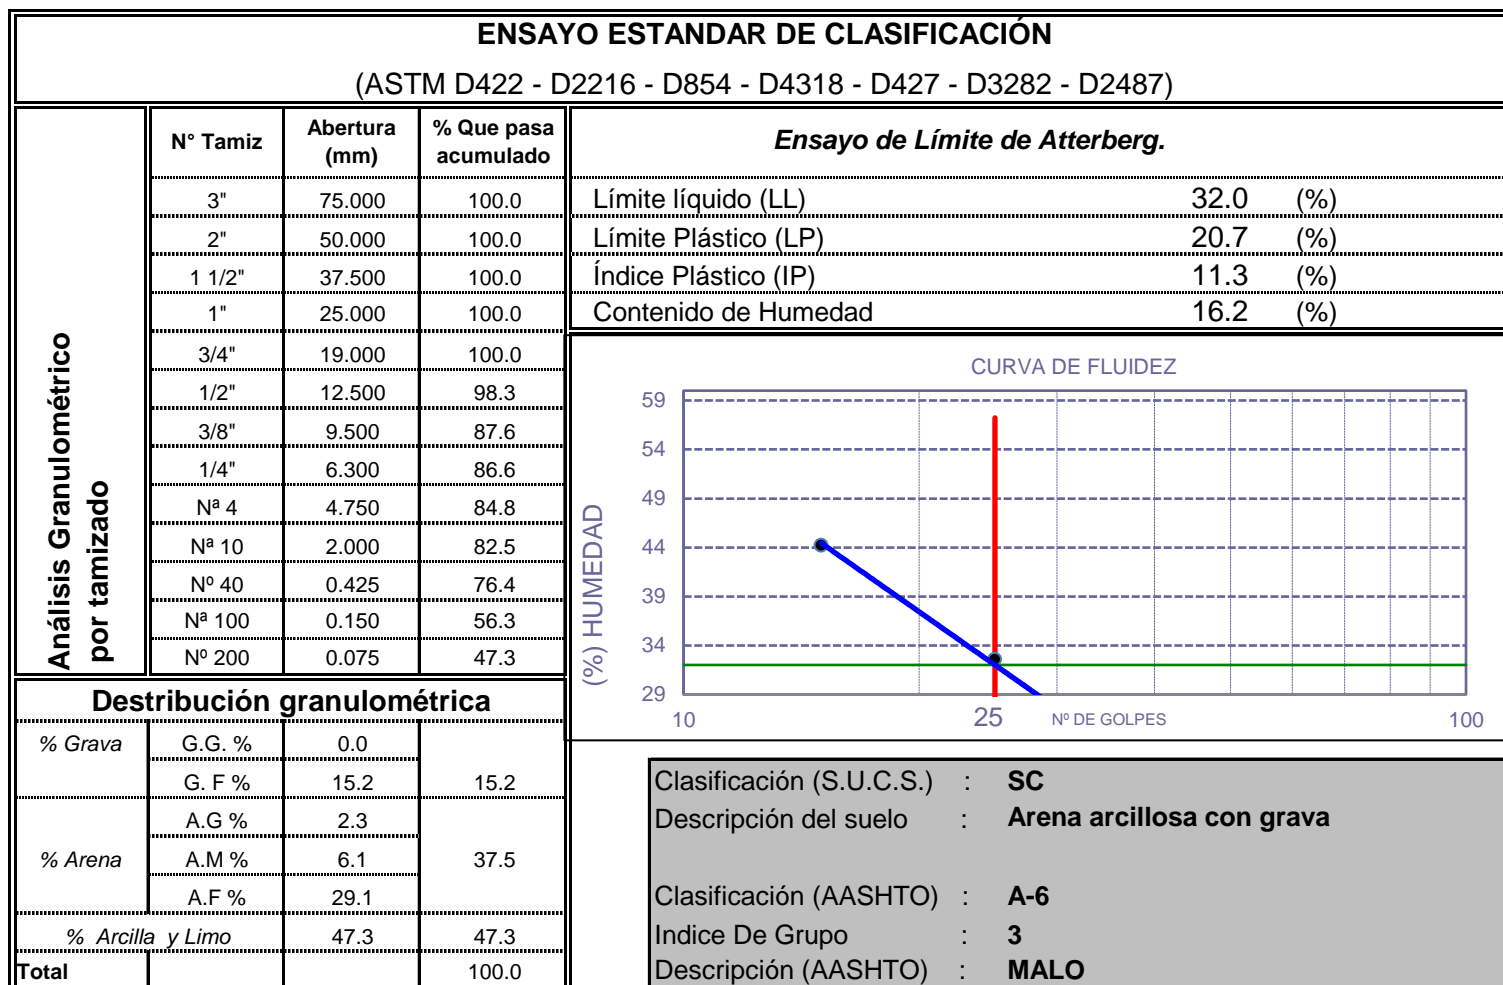 ENSAYO ESTANDAR DE CLASIFICACIÓN
(ASTM D422 - D2216 - D854 - D4318 - D427 - D3282 - D2487)
Análisis Granulométrico
por tamizado
N° Tamiz Abertura (mm) % Que pasa acumulado
3" 75.000 100.0
2" 50.000 100.0
1 1/2" 37.500 100.0
1" 25.000 100.0
3/4" 19.000 100.0
1/2" 12.500 98.3
3/8" 9.500 87.6
1/4" 6.300 86.6
Nª 4 4.750 84.8
Nª 10 2.000 82.5
Nº 40 0.425 76.4
Nª 100 0.150 56.3
Nº 200 0.075 47.3
Destribución granulométrica
% Grava G.G. % 0.0
G. F % 15.2 15.2
A.G % 2.3
% Arena A.M % 6.1 37.5
A.F % 29.1
% Arcilla y Limo 47.3 47.3
Total 100.0
Ensayo de Límite de Atterberg.
Límite líquido (LL) 32.0 (%)
Límite Plástico (LP) 20.7 (%)
Índice Plástico (IP) 11.3 (%)
Contenido de Humedad 16.2 (%)
CURVA DE FLUIDEZ
(%) HUMEDAD
59
54
49
44
39
34
29
10 25 Nº DE GOLPES 100
Clasificación (S.U.C.S.) : SC
Descripción del suelo : Arena arcillosa con grava
Clasificación (AASHTO) : A-6
Indice De Grupo : 3
Descripción (AASHTO) : MALO